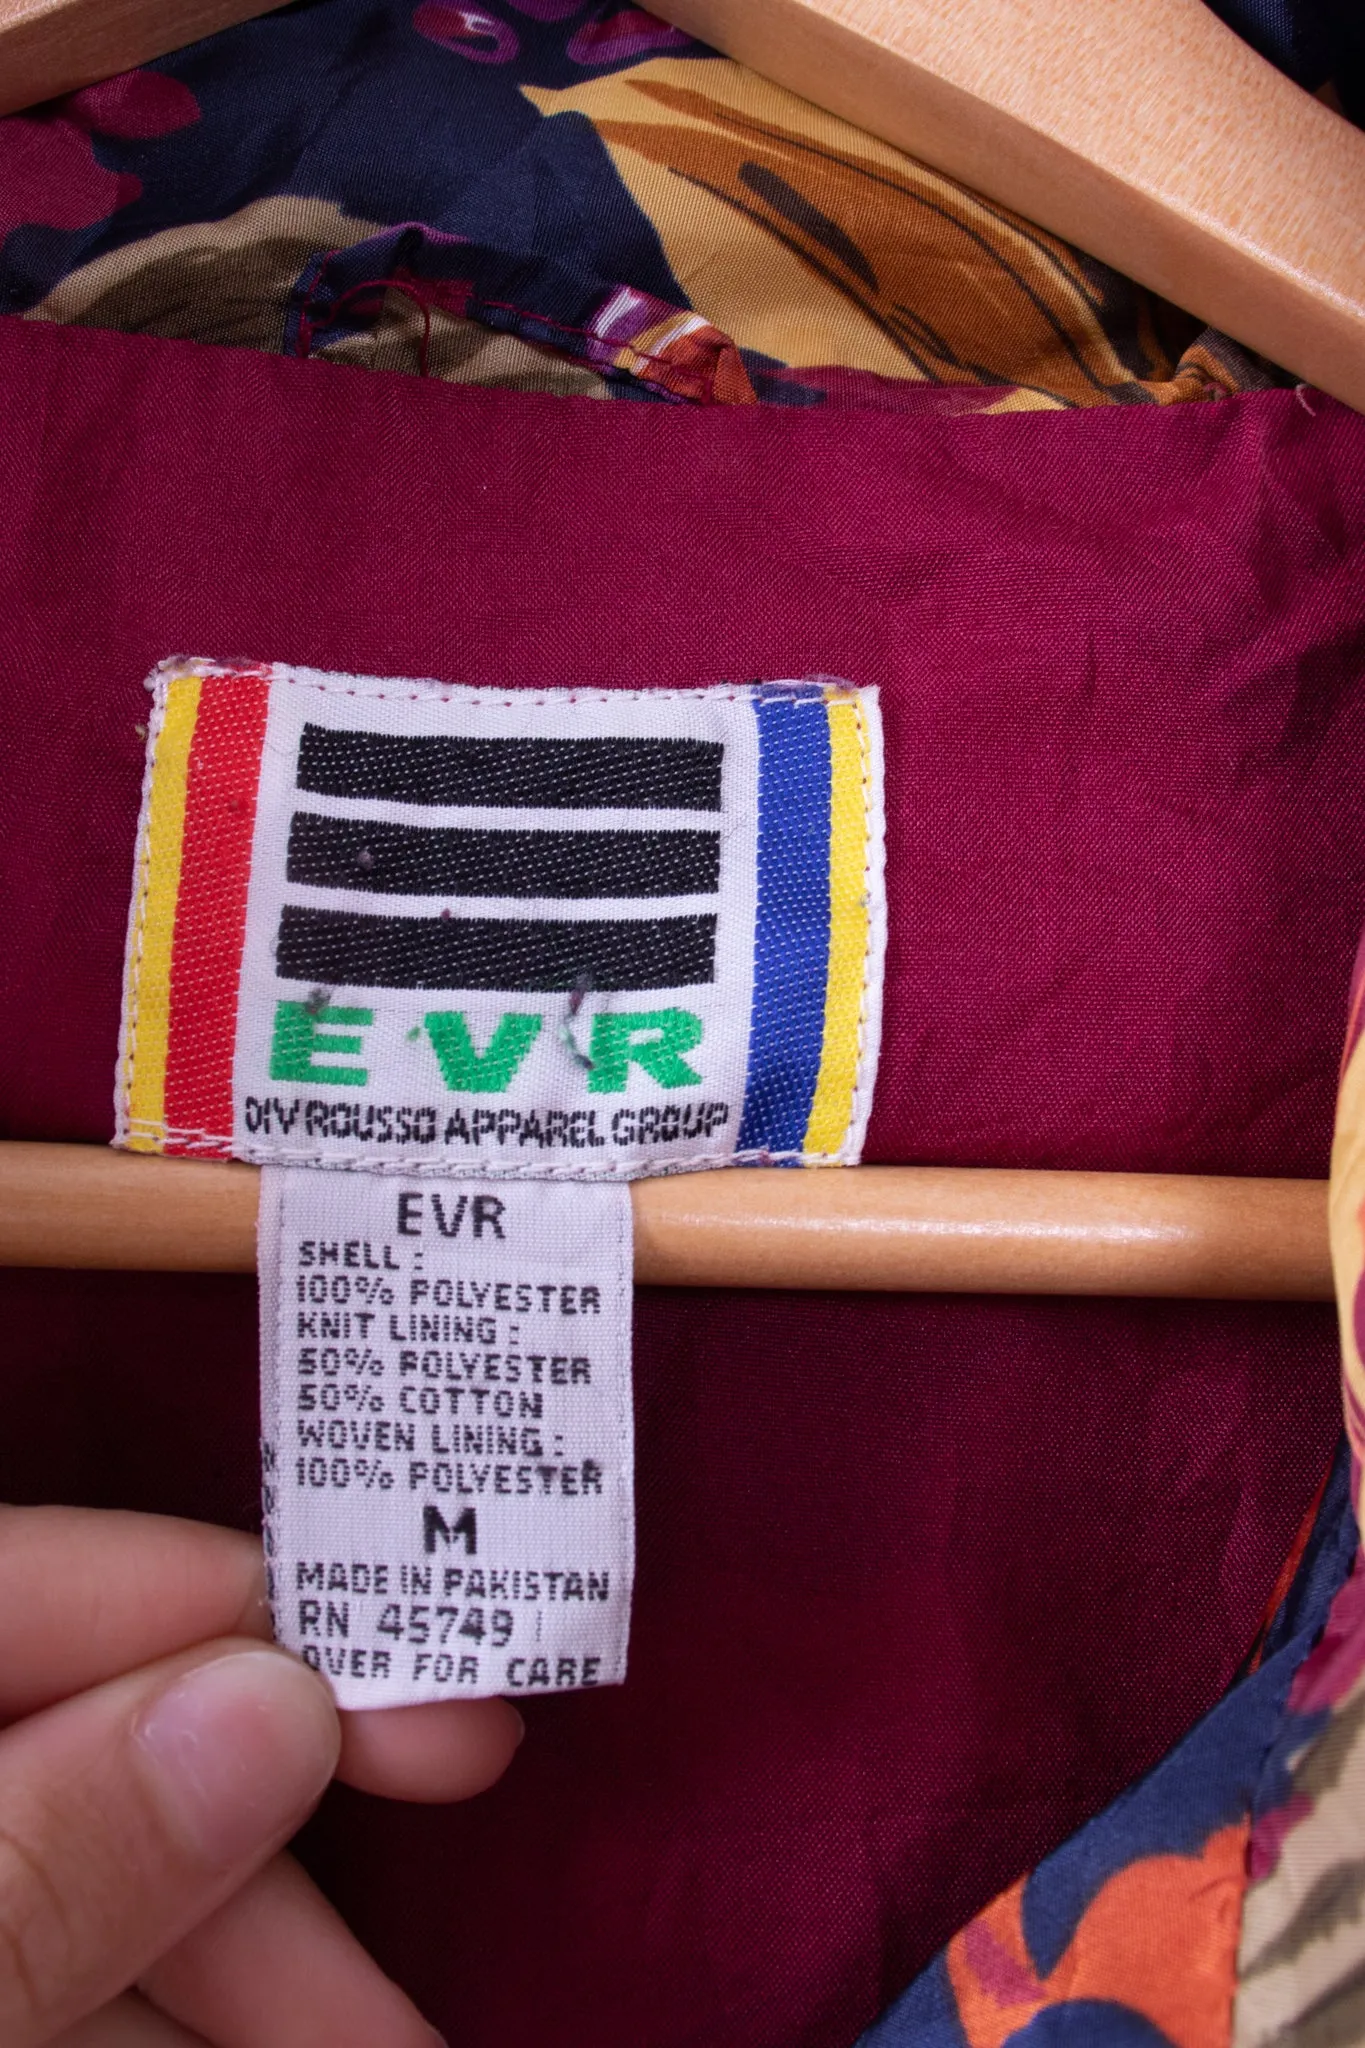 EVR
DIV ROUSSO APPAREL GROUP
EVR
SHELL :
100% POLYESTER
KNIT LINING :
50% POLYESTER
50% COTTON
WOVEN LINING :
100% POLYESTER
M
MADE IN PAKISTAN
RN 45749
OVER FOR CARE